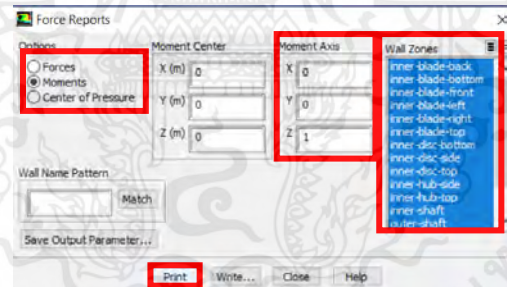 Force Reports
Options
Forces
Moments
Center of Pressure
Moment Center
X (m) 0
Y (m) 0
Z (m) 0
Moment Axis
X 0
Y 0
Z 1
Wall Zones
inner-blade-back
inner-blade-bottom
inner-blade-front
inner-blade-left
inner-blade-right
inner-blade-top
inner-disc-bottom
inner-disc-side
inner-disc-top
inner-hub-side
inner-hub-top
inner-shaft
outer-shaft
Wall Name Pattern
Match
Save Output Parameter...
Print Write... Close Help